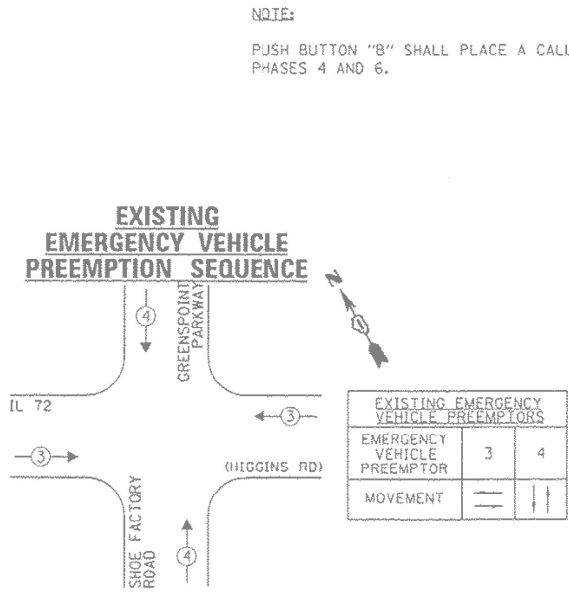 NOTE:
PUSH BUTTON "B" SHALL PLACE A CALL
PHASES 4 AND 6.
EXISTING
EMERGENCY VEHICLE
PREEMPTION SEQUENCE
N
4
GREENSPOINT
PARKWAY
IL 72
3
3
(HIGGINS RD)
SHOE FACTORY
ROAD
4
EXISTING EMERGENCY
VEHICLE PREEMPTORS
EMERGENCY
VEHICLE
PREEMPTOR
3
4
MOVEMENT